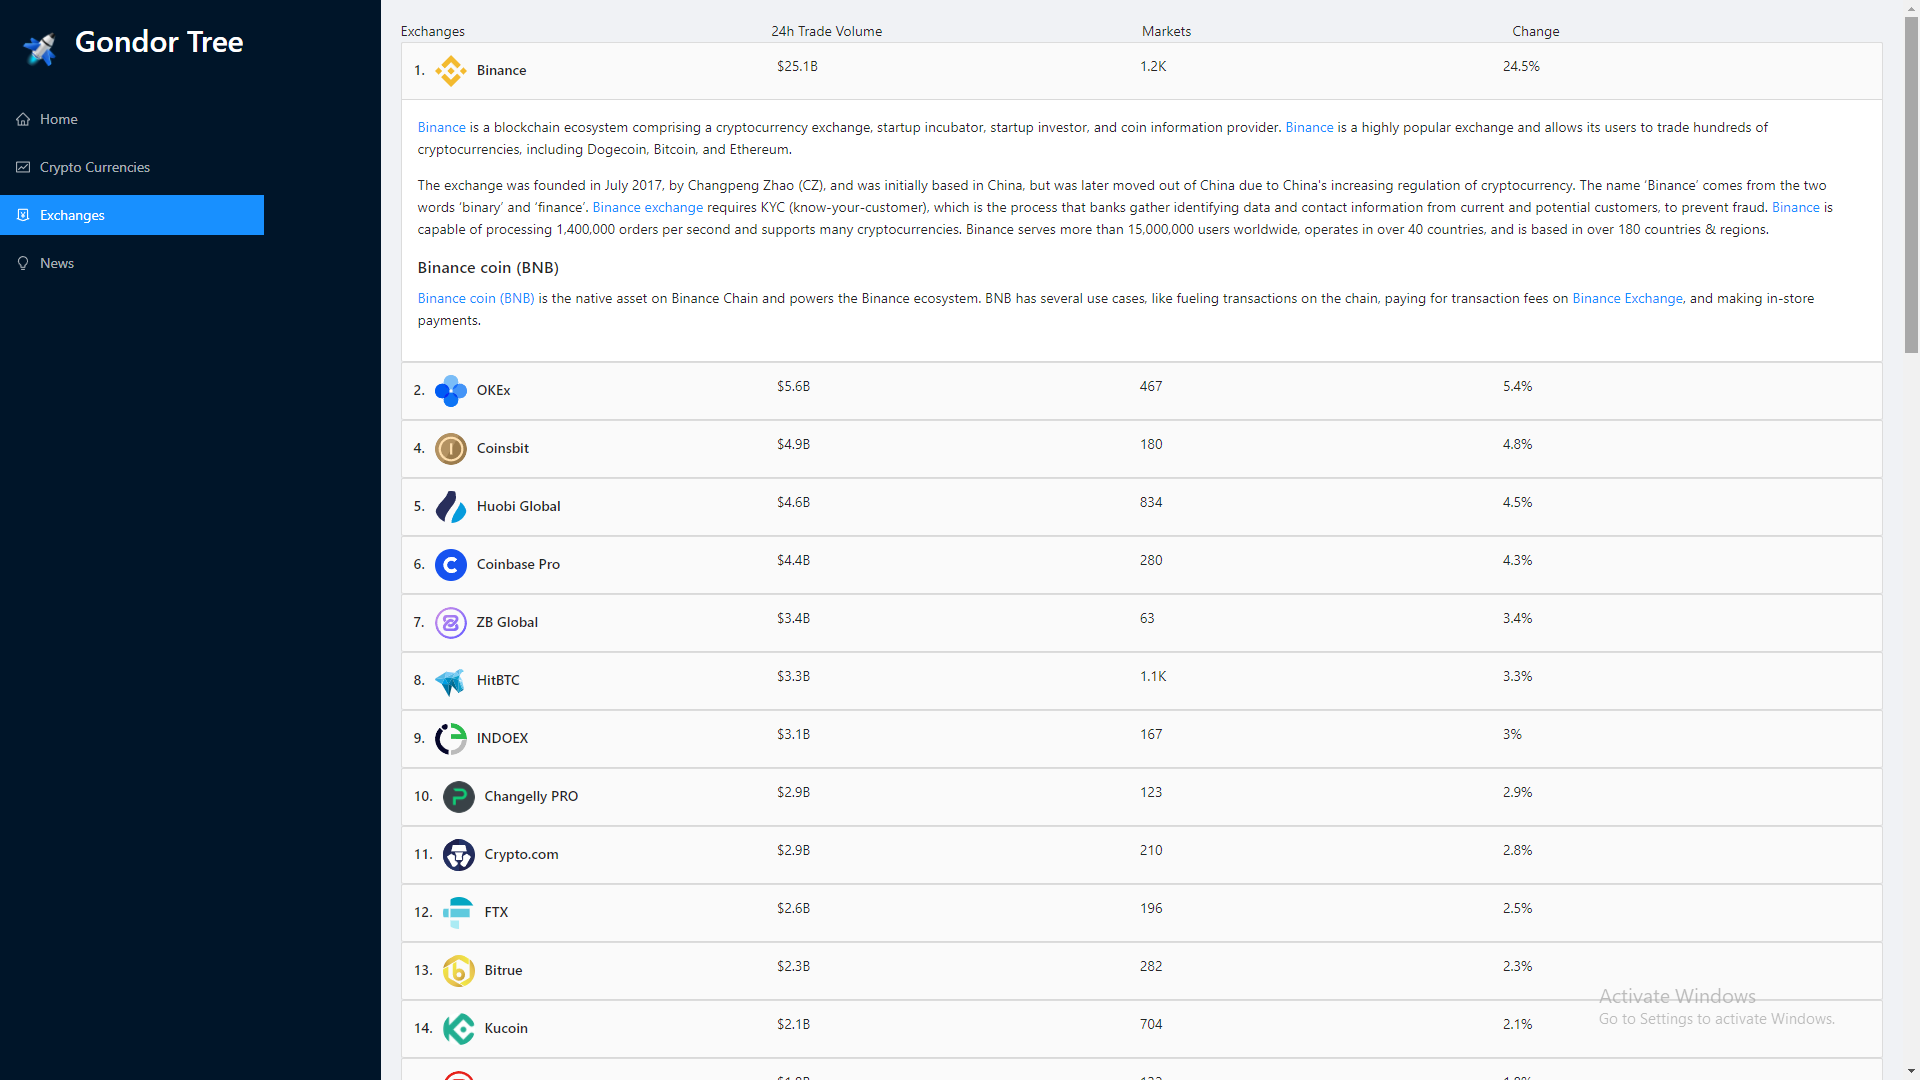 Gondor Tree
Home
Crypto Currencies
Exchanges
News
Exchanges 24h Trade Volume Markets Change
1. Binance $25.1B 1.2K 24.5%
Binance is a blockchain ecosystem comprising a cryptocurrency exchange, startup incubator, startup investor, and coin information provider. Binance is a highly popular exchange and allows its users to trade hundreds of
cryptocurrencies, including Dogecoin, Bitcoin, and Ethereum.
The exchange was founded in July 2017, by Changpeng Zhao (CZ), and was initially based in China, but was later moved out of China due to China's increasing regulation of cryptocurrency. The name ‘Binance’ comes from the two
words ‘binary’ and ‘finance’. Binance exchange requires KYC (know-your-customer), which is the process that banks gather identifying data and contact information from current and potential customers, to prevent fraud. Binance is
capable of processing 1,400,000 orders per second and supports many cryptocurrencies. Binance serves more than 15,000,000 users worldwide, operates in over 40 countries, and is based in over 180 countries & regions.
Binance coin (BNB)
Binance coin (BNB) is the native asset on Binance Chain and powers the Binance ecosystem. BNB has several use cases, like fueling transactions on the chain, paying for transaction fees on Binance Exchange, and making in-store
payments.
2. OKEx $5.6B 467 5.4%
4. Coinsbit $4.9B 180 4.8%
5. Huobi Global $4.6B 834 4.5%
6. Coinbase Pro $4.4B 280 4.3%
7. ZB Global $3.4B 63 3.4%
8. HitBTC $3.3B 1.1K 3.3%
9. INDOEX $3.1B 167 3%
10. Changelly PRO $2.9B 123 2.9%
11. Crypto.com $2.9B 210 2.8%
12. FTX $2.6B 196 2.5%
13. Bitrue $2.3B 282 2.3%
14. Kucoin $2.1B 704 2.1%
Activate Windows
Go to Settings to activate Windows.